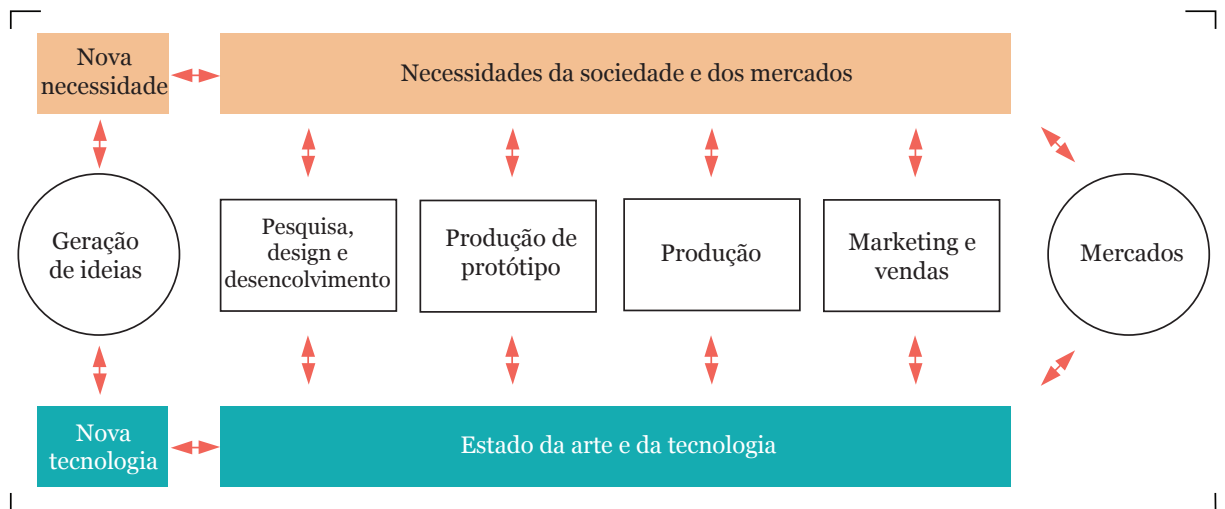 Nova
necessidade
Necessidades da sociedade e dos mercados
Geração
de ideias
Pesquisa,
design e
desencolvimento
Produção de
protótipo
Produção
Marketing e
vendas
Mercados
Nova
tecnologia
Estado da arte e da tecnologia